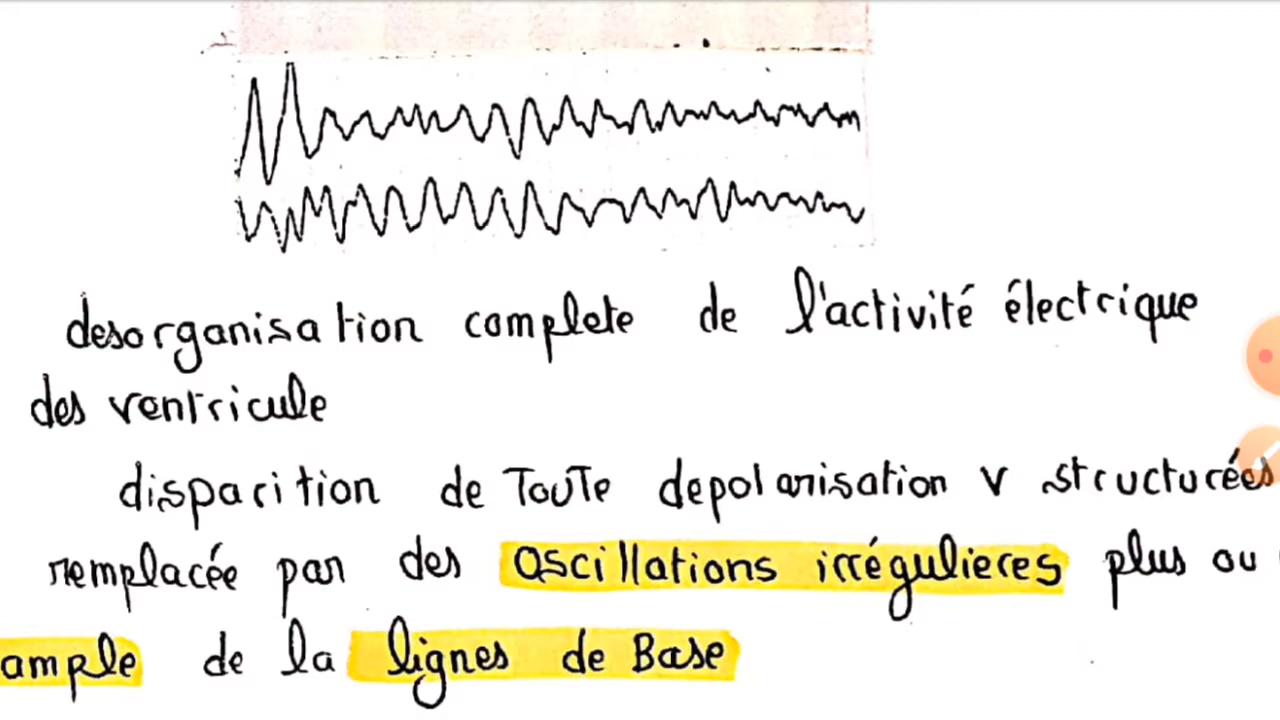 desorganisation complete de l'activité électrique
des ventricule
disparition de Toute depolarisation v structurées
remplacée par des oscillations irrégulieres plus ou
ample de la lignes de Base